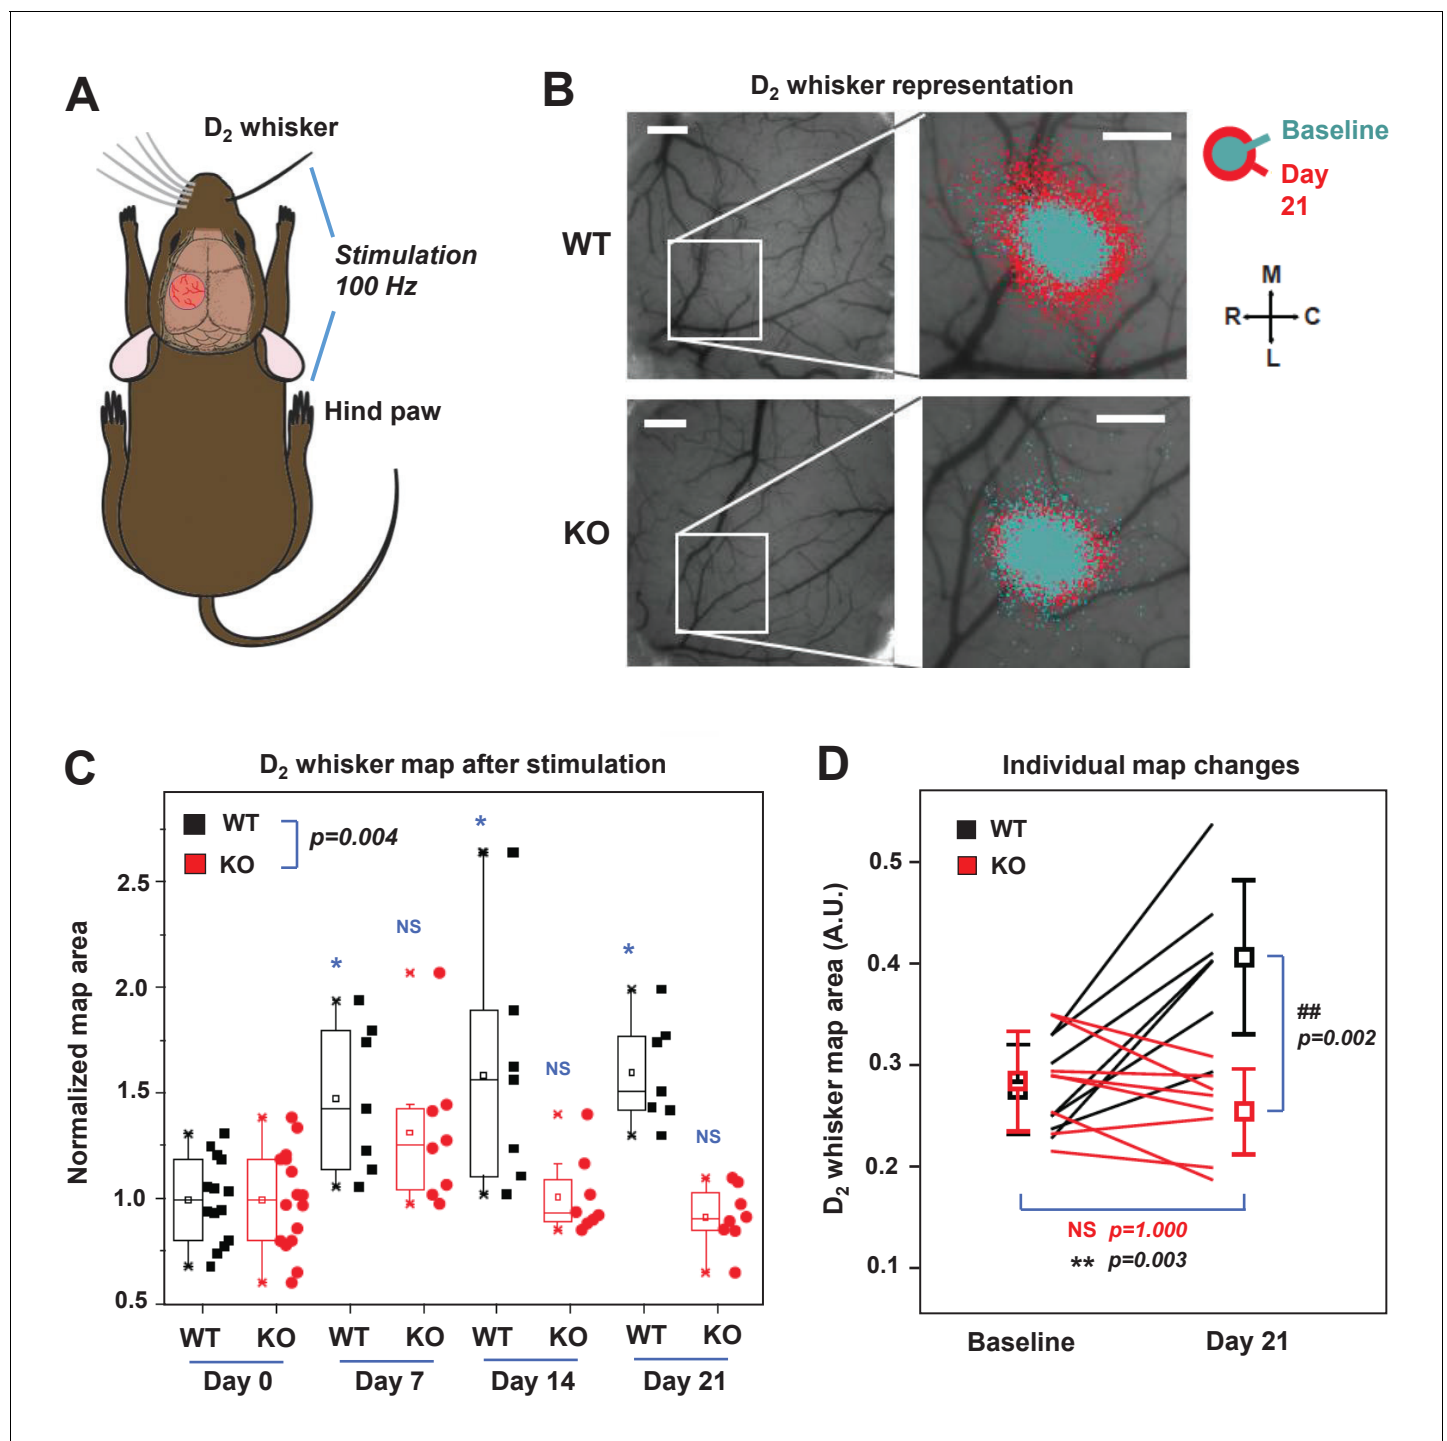 A
D2 whisker
Stimulation
100 Hz
Hind paw
B
D2 whisker representation
WT
KO
Baseline
Day
21
M
R
C
L
C
D2 whisker map after stimulation
WT
KO
p=0.004
Normalized map area
2.5
2.0
1.5
1.0
0.5
*
NS
*
NS
*
NS
WT
KO
WT
KO
WT
KO
WT
KO
Day 0
Day 7
Day 14
Day 21
D
Individual map changes
WT
KO
D2 whisker map area (A.U.)
0.5
0.4
0.3
0.2
0.1
##
p=0.002
NS p=1.000
** p=0.003
Baseline
Day 21